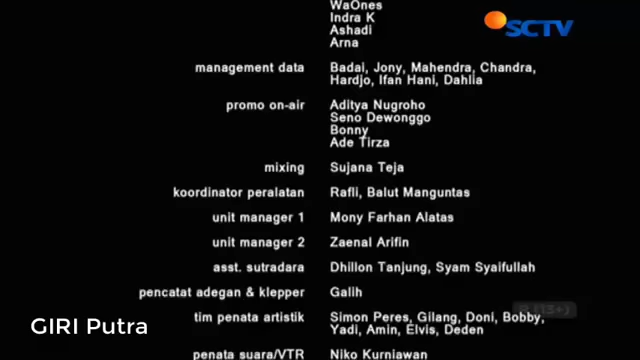 WaOnes
Indra K
Ashadi
Arna
SCTV
management data Badai, Jony, Mahendra, Chandra,
Hardjo, Ifan Hani, Dahlia
promo on-air Aditya Nugroho
Seno Dewonggo
Bonny
Ade Tirza
mixing Sujana Teja
koordinator peralatan Rafli, Balut Manguntas
unit manager 1 Mony Farhan Alatas
unit manager 2 Zaenal Arifin
asst. sutradara Dhillon Tanjung, Syam Syaifullah
pencatat adegan & klepper Galih
R (13+)
tim penata artistik Simon Peres, Gilang, Doni, Bobby,
Yadi, Amin, Elvis, Deden
GIRI Putra
penata suara/VTR Niko Kurniawan